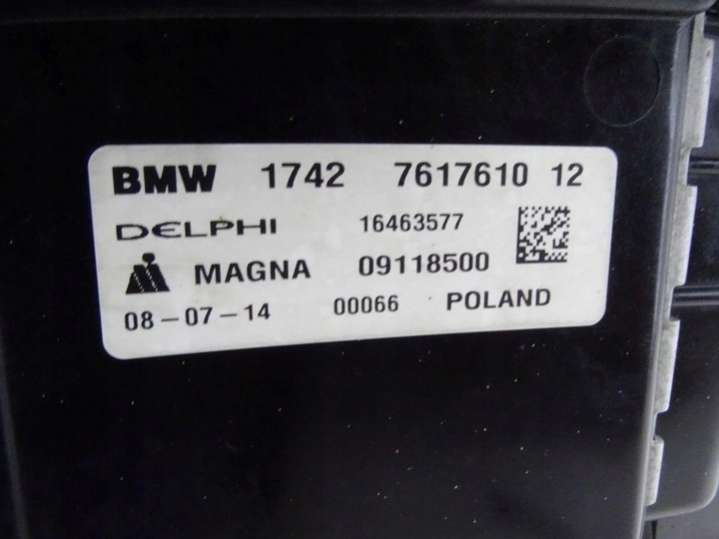 BMW 1742 7617610 12
DELPHI 16463577
MAGNA 09118500
08-07-14 00066 POLAND